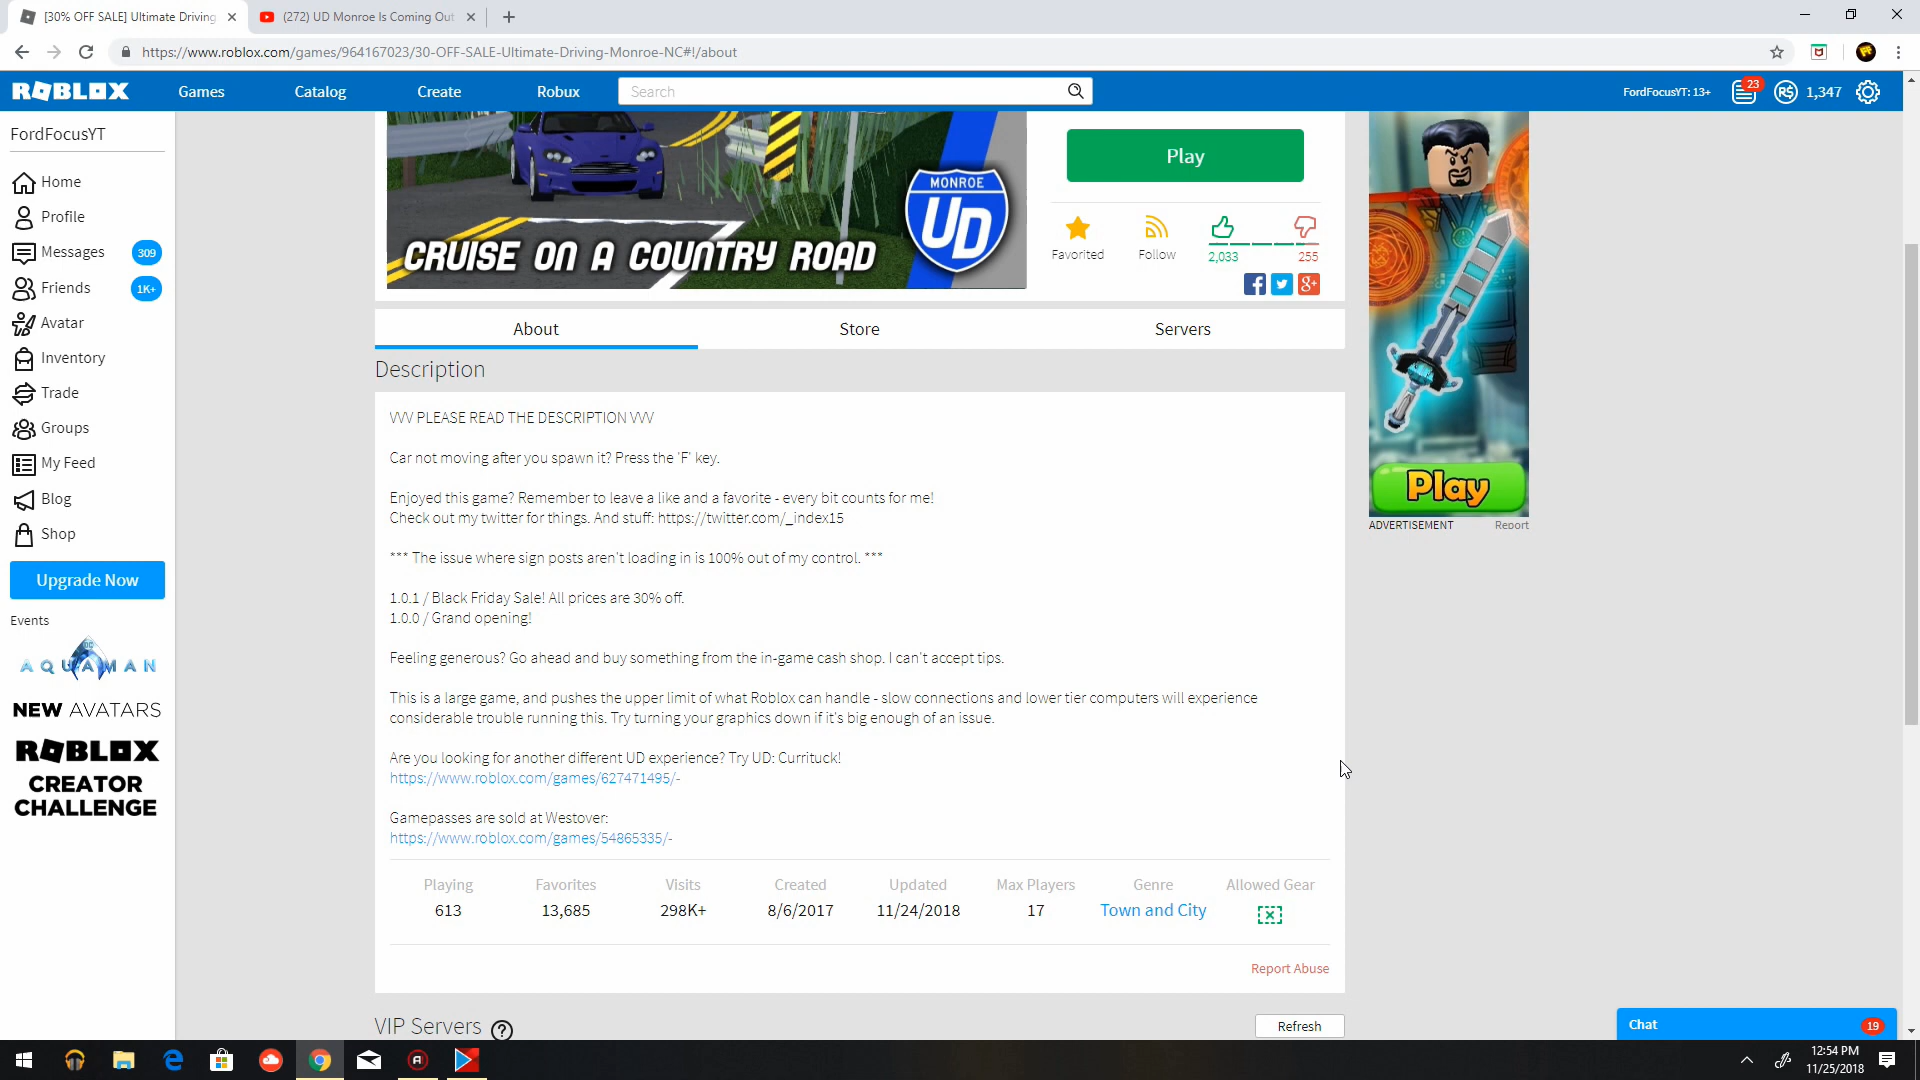 [30% OFF SALE] Ultimate Driving
(272) UD Monroe Is Coming Out
https://www.roblox.com/games/964167023/30-OFF-SALE-Ultimate-Driving-Monroe-NC#!/about
ROBLOX
Games
Catalog
Create
Robux
Search
FordFocusYT: 13+
23
R$
1,347
FordFocusYT
Home
Profile
Messages
309
Friends
1K+
Avatar
Inventory
Trade
Groups
My Feed
Blog
Shop
Upgrade Now
Events
DC
AQUAMAN
NEW AVATARS
ROBLOX
CREATOR
CHALLENGE
CRUISE ON A COUNTRY ROAD
MONROE
UD
Play
Favorited
Follow
2,033
255
About
Store
Servers
Description
VVV PLEASE READ THE DESCRIPTION VVV
Car not moving after you spawn it? Press the 'F' key.
Enjoyed this game? Remember to leave a like and a favorite - every bit counts for me!
Check out my twitter for things. And stuff: https://twitter.com/_index15
*** The issue where sign posts aren't loading in is 100% out of my control. ***
1.0.1 / Black Friday Sale! All prices are 30% off.
1.0.0 / Grand opening!
Feeling generous? Go ahead and buy something from the in-game cash shop. I can't accept tips.
This is a large game, and pushes the upper limit of what Roblox can handle - slow connections and lower tier computers will experience
considerable trouble running this. Try turning your graphics down if it's big enough of an issue.
Are you looking for another different UD experience? Try UD: Currituck!
https://www.roblox.com/games/627471495/-
Gamepasses are sold at Westover:
https://www.roblox.com/games/54865335/-
Playing
Favorites
Visits
Created
Updated
Max Players
Genre
Allowed Gear
613
13,685
298K+
8/6/2017
11/24/2018
17
Town and City
Report Abuse
VIP Servers
?
Refresh
Play
ADVERTISEMENT
Report
Chat
19
12:54 PM
11/25/2018